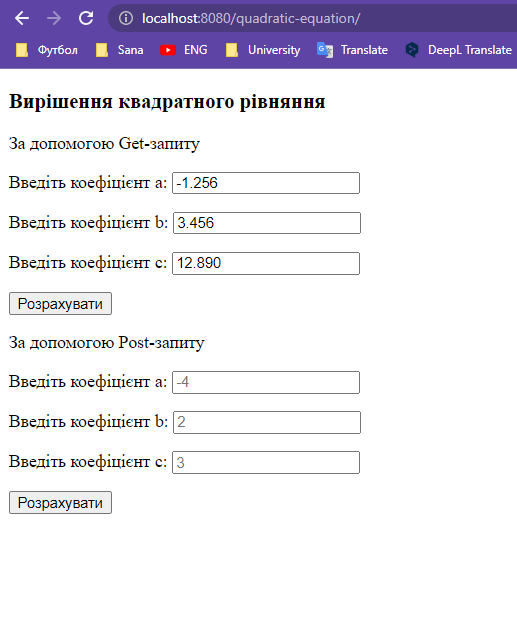 localhost:8080/quadratic-equation/
Футбол Sana ENG University Translate DeepL Translate
Вирішення квадратного рівняння
За допомогою Get-запиту
Введіть коефіцієнт a: -1.256
Введіть коефіцієнт b: 3.456
Введіть коефіцієнт c: 12.890
Розрахувати
За допомогою Post-запиту
Введіть коефіцієнт a: -4
Введіть коефіцієнт b: 2
Введіть коефіцієнт c: 3
Розрахувати